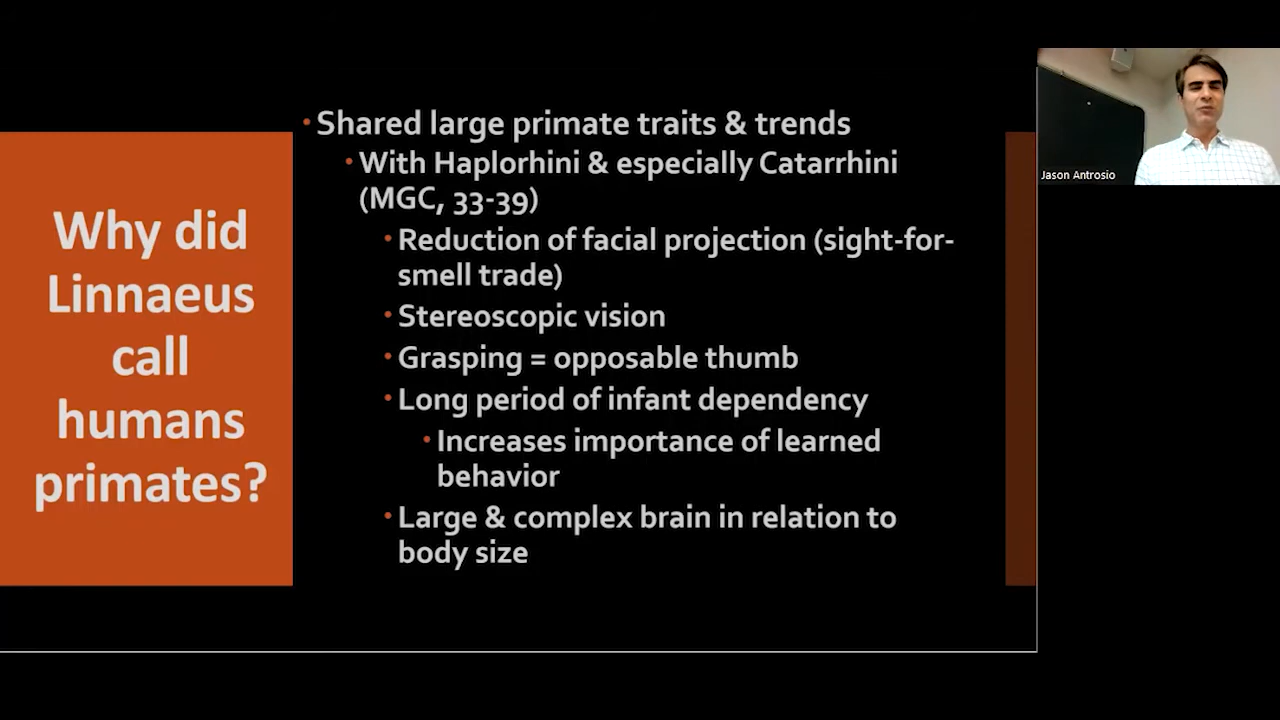 Why did
Linnaeus
call
humans
primates?
• Shared large primate traits & trends
• With Haplorhini & especially Catarrhini
(MGC, 33-39)
• Reduction of facial projection (sight-for-
smell trade)
• Stereoscopic vision
• Grasping = opposable thumb
• Long period of infant dependency
• Increases importance of learned
behavior
• Large & complex brain in relation to
body size
Jason Antrosio